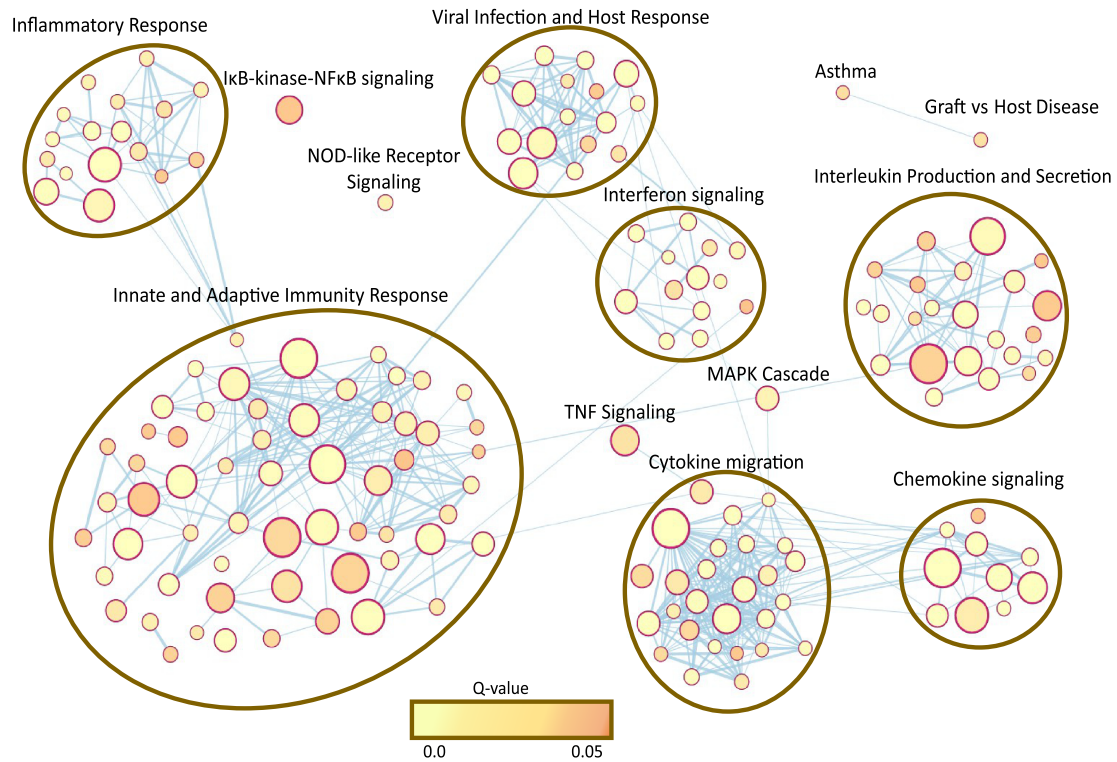 Viral Infection and Host Response
Inflammatory Response
IκB-kinase-NFκB signaling
Asthma
Graft vs Host Disease
NOD-like Receptor
Signaling
Interleukin Production and Secretion
Interferon signaling
Innate and Adaptive Immunity Response
MAPK Cascade
TNF Signaling
Cytokine migration
Chemokine signaling
Q-value
0.0 0.05